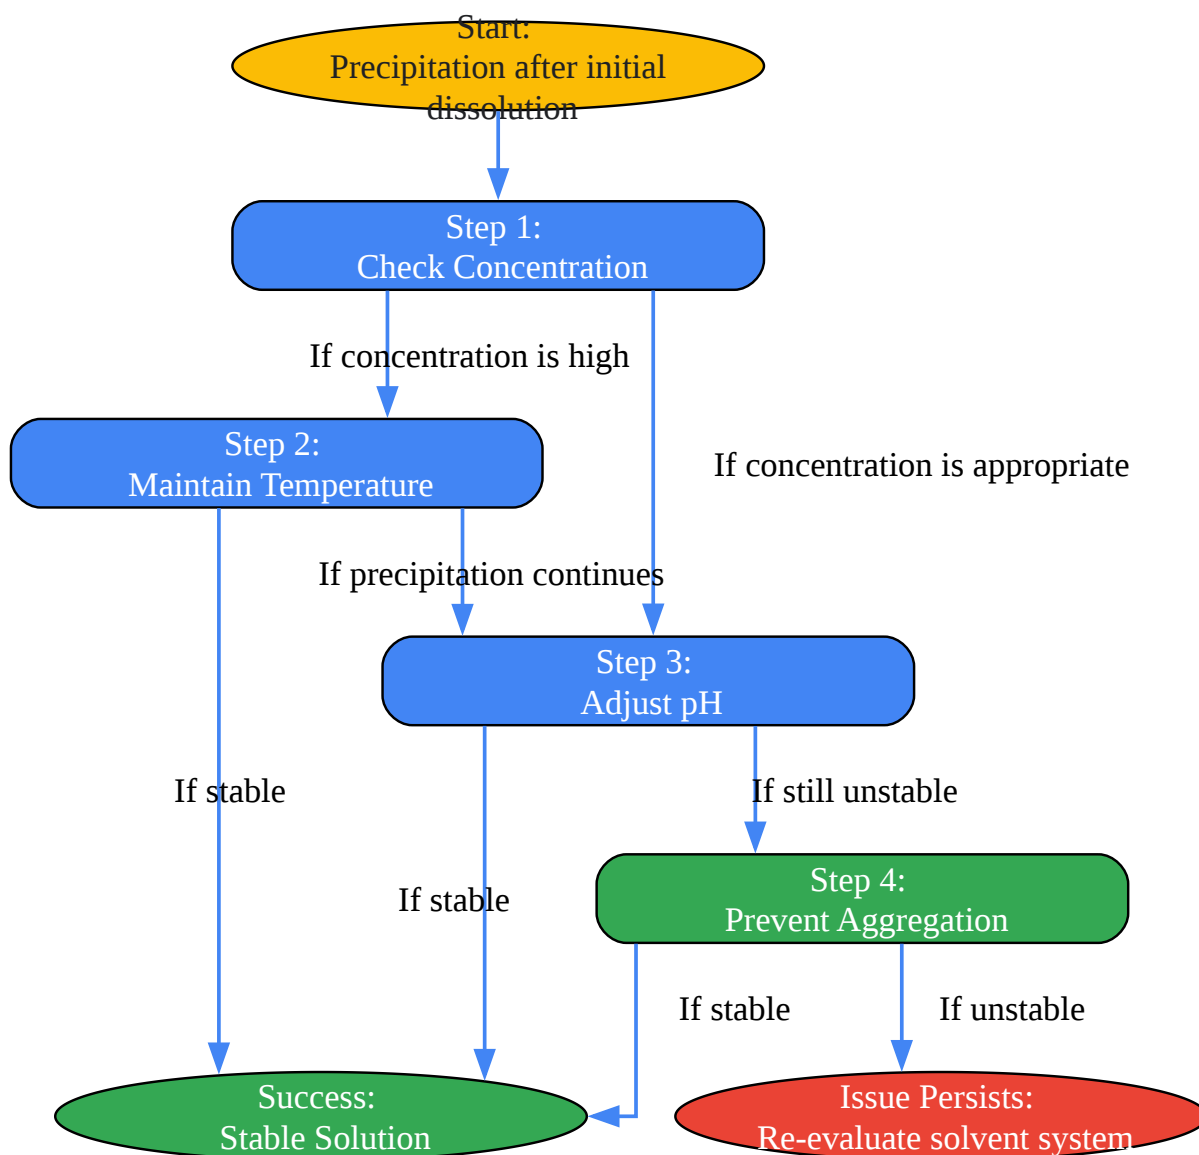 Start:
Precipitation after initial
dissolution
Step 1:
Check Concentration
If concentration is high
Step 2:
Maintain Temperature
If concentration is appropriate
If precipitation continues
Step 3:
Adjust pH
If stable
If still unstable
Step 4:
Prevent Aggregation
If stable
If stable
If unstable
Success:
Stable Solution
Issue Persists:
Re-evaluate solvent system